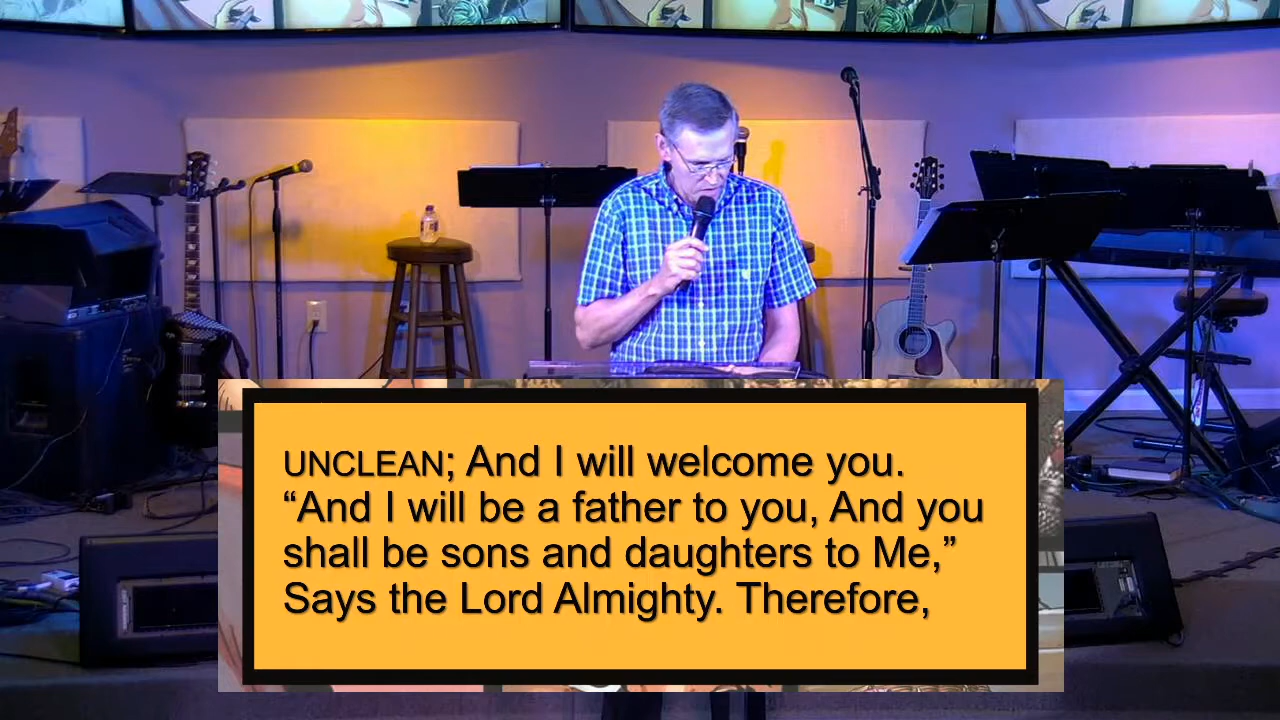 UNCLEAN; And I will welcome you.
“And I will be a father to you, And you
shall be sons and daughters to Me,”
Says the Lord Almighty. Therefore,